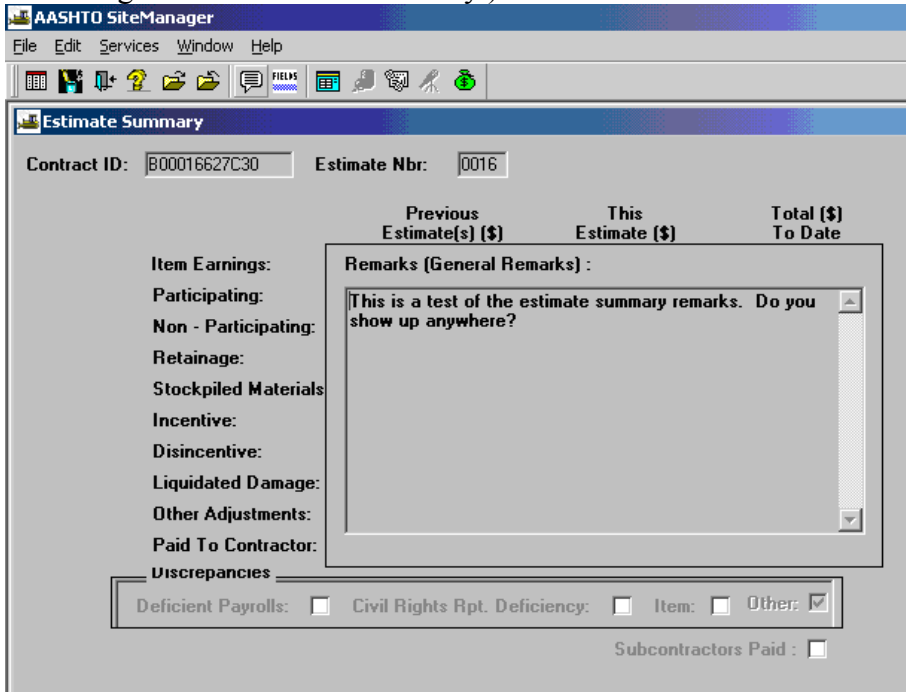 AASHTO SiteManager
File Edit Services Window Help
FIELDS
Estimate Summary
Contract ID: B00016627C30 Estimate Nbr: 0016
Previous Estimate(s) ($) This Estimate ($) Total ($) To Date
Item Earnings:
Participating:
Non - Participating:
Retainage:
Stockpiled Materials
Incentive:
Disincentive:
Liquidated Damage:
Other Adjustments:
Paid To Contractor:
Remarks (General Remarks) :
This is a test of the estimate summary remarks. Do you
show up anywhere?
Discrepancies
Deficient Payrolls: Civil Rights Rpt. Deficiency: Item: Other:
Subcontractors Paid :